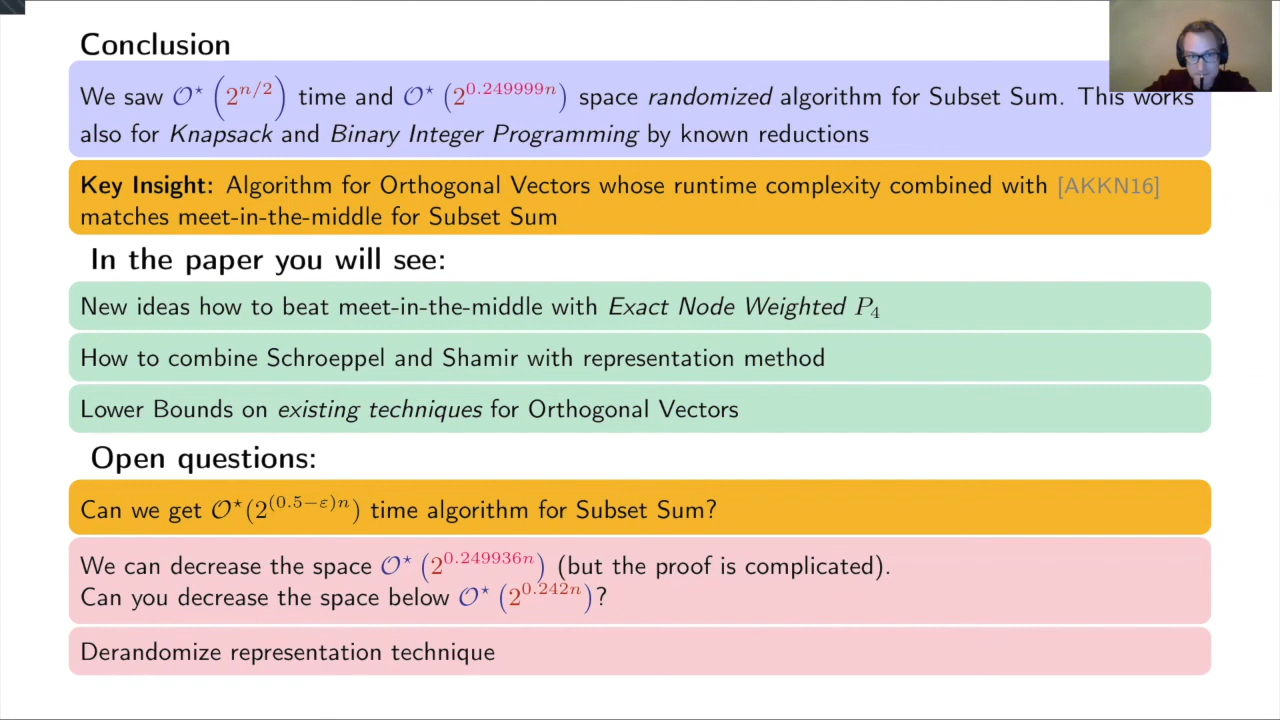 Conclusion
We saw 𝒪⋆(2^{n/2}) time and 𝒪⋆(2^{0.249999n}) space randomized algorithm for Subset Sum. This works
also for Knapsack and Binary Integer Programming by known reductions
Key Insight: Algorithm for Orthogonal Vectors whose runtime complexity combined with [AKKN16]
matches meet-in-the-middle for Subset Sum
In the paper you will see:
New ideas how to beat meet-in-the-middle with Exact Node Weighted P₄
How to combine Schroeppel and Shamir with representation method
Lower Bounds on existing techniques for Orthogonal Vectors
Open questions:
Can we get 𝒪⋆(2^{(0.5−ε)n}) time algorithm for Subset Sum?
We can decrease the space 𝒪⋆(2^{0.249936n}) (but the proof is complicated).
Can you decrease the space below 𝒪⋆(2^{0.242n})?
Derandomize representation technique